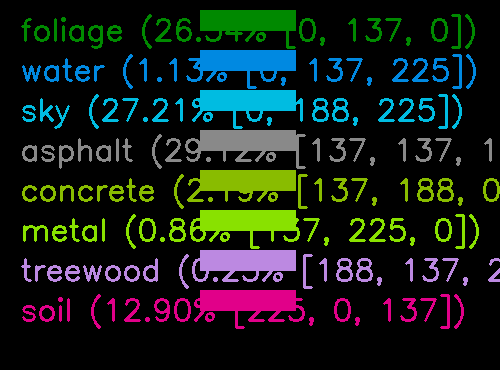 foliage (26.34% [0, 137, 0])
water (1.13% [0, 137, 225])
sky (27.21% [0, 188, 225])
asphalt (29.12% [137, 137, 1
concrete (2.19% [137, 188, 0
metal (0.86% [137, 225, 0])
treewood (0.23% [188, 137, 2
soil (12.90% [225, 0, 137])